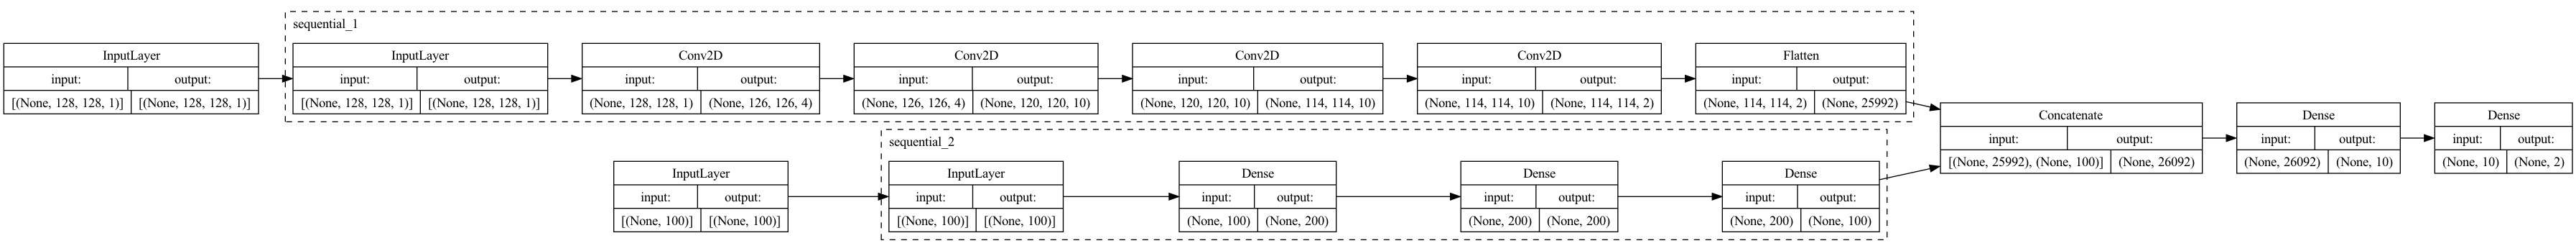 sequential_1
InputLayer
input: output:
[(None, 128, 128, 1)] [(None, 128, 128, 1)]
InputLayer
input: output:
[(None, 128, 128, 1)] [(None, 128, 128, 1)]
Conv2D
input: output:
(None, 128, 128, 1) (None, 126, 126, 4)
Conv2D
input: output:
(None, 126, 126, 4) (None, 120, 120, 10)
Conv2D
input: output:
(None, 120, 120, 10) (None, 114, 114, 10)
Conv2D
input: output:
(None, 114, 114, 10) (None, 114, 114, 2)
Flatten
input: output:
(None, 114, 114, 2) (None, 25992)
sequential_2
InputLayer
input: output:
[(None, 100)] [(None, 100)]
InputLayer
input: output:
[(None, 100)] [(None, 100)]
Dense
input: output:
(None, 100) (None, 200)
Dense
input: output:
(None, 200) (None, 200)
Dense
input: output:
(None, 200) (None, 100)
Concatenate
input: output:
[(None, 25992), (None, 100)] (None, 26092)
Dense
input: output:
(None, 26092) (None, 10)
Dense
input: output:
(None, 10) (None, 2)